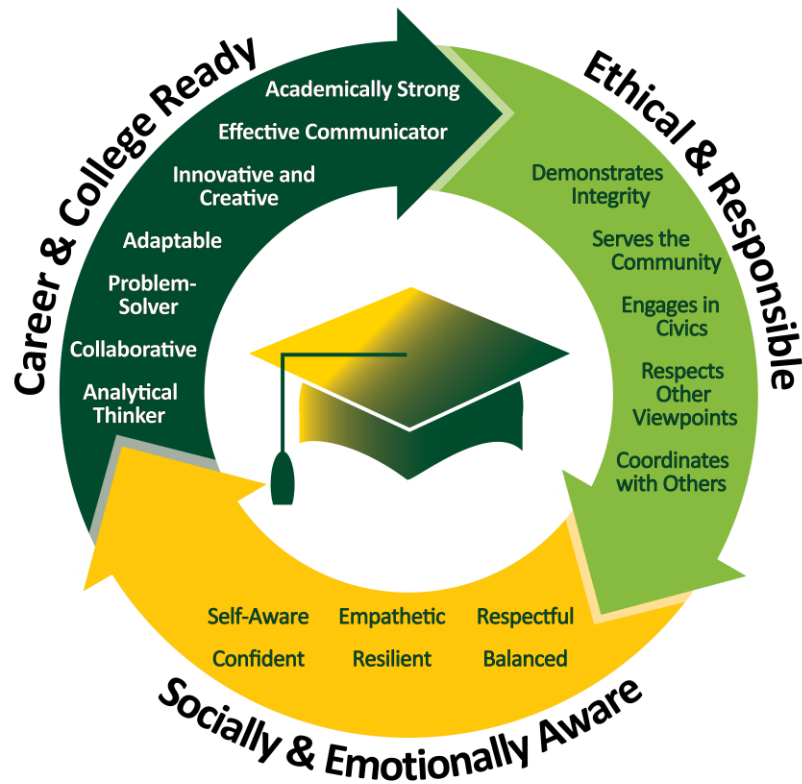 Career & College Ready
Academically Strong
Effective Communicator
Innovative and
Creative
Adaptable
Problem-
Solver
Collaborative
Analytical
Thinker
Ethical & Responsible
Demonstrates
Integrity
Serves the
Community
Engages in
Civics
Respects
Other
Viewpoints
Coordinates
with Others
Self-Aware Empathetic Respectful
Confident Resilient Balanced
Socially & Emotionally Aware